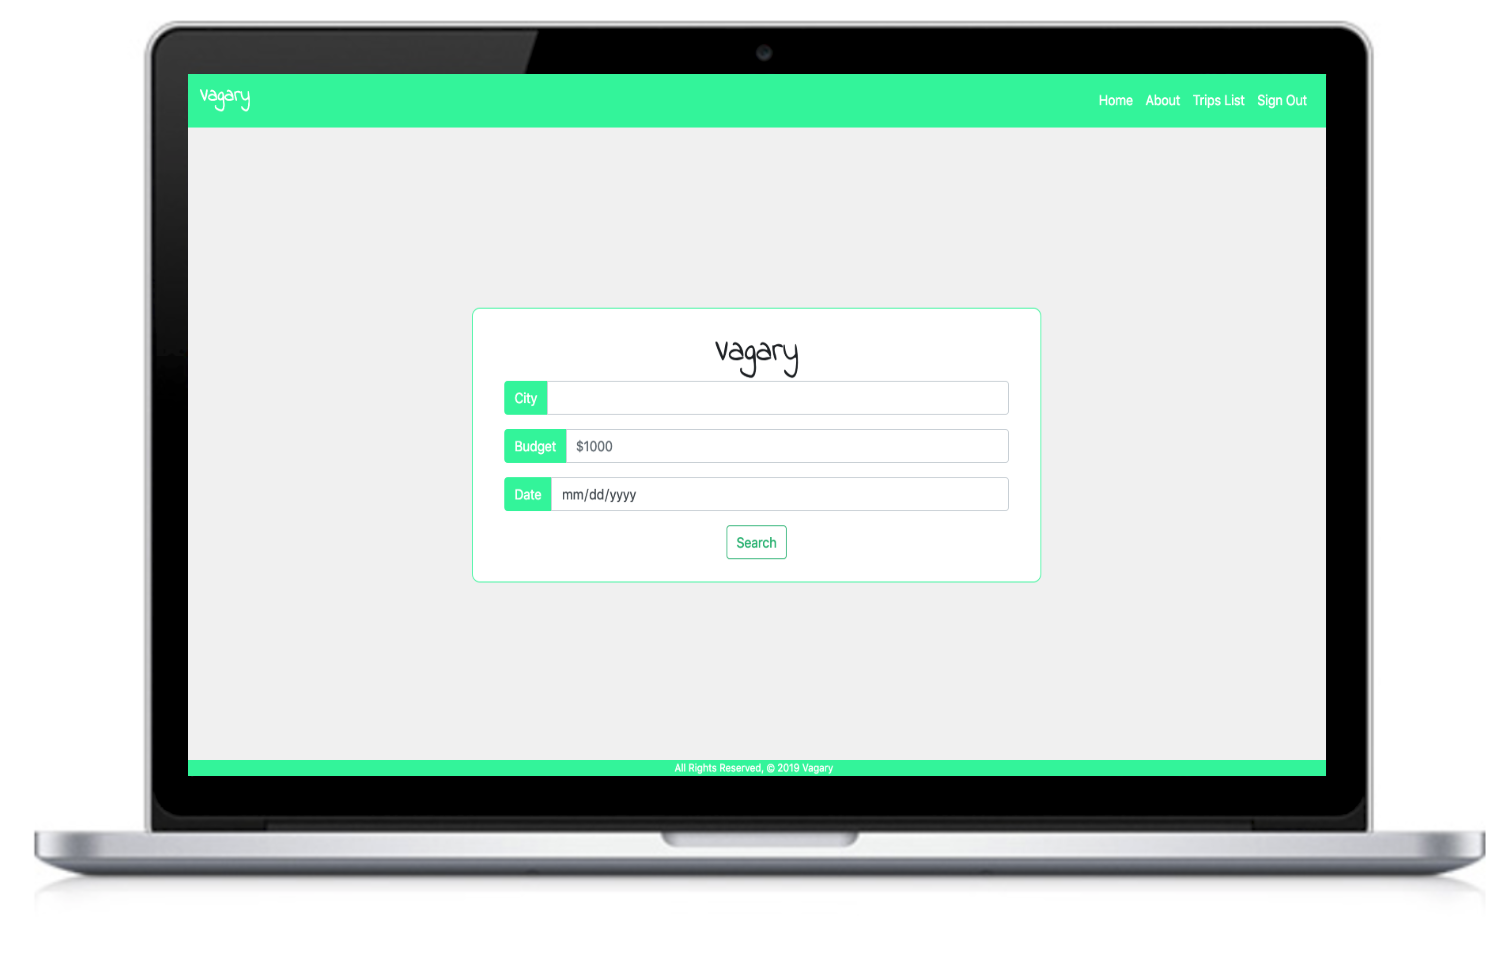 Vagary
Home About Trips List Sign Out
Vagary
City
Budget $1000
Date mm/dd/yyyy
Search
All Rights Reserved, © 2019 Vagary